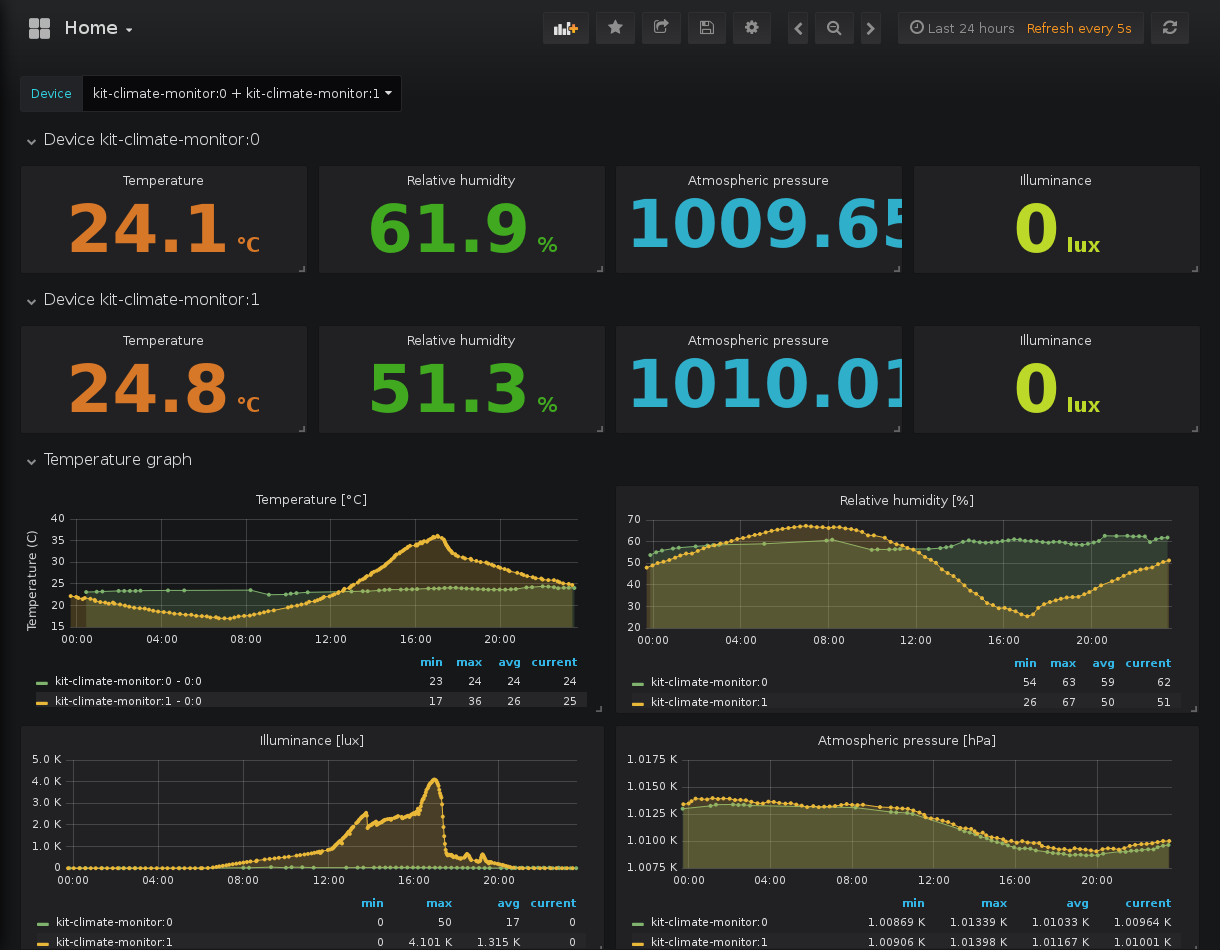 Home
Last 24 hours Refresh every 5s
Device kit-climate-monitor:0 + kit-climate-monitor:1
Device kit-climate-monitor:0
Temperature Relative humidity Atmospheric pressure Illuminance
24.1 °C 61.9 % 1009.65 0 lux
Device kit-climate-monitor:1
Temperature Relative humidity Atmospheric pressure Illuminance
24.8 °C 51.3 % 1010.01 0 lux
Temperature graph
Temperature [°C]
Temperature (C)
40
35
30
25
20
15
00:00 04:00 08:00 12:00 16:00 20:00
min max avg current
kit-climate-monitor:0 - 0:0 23 24 24 24
kit-climate-monitor:1 - 0:0 17 36 26 25
Relative humidity [%]
70
60
50
40
30
20
00:00 04:00 08:00 12:00 16:00 20:00
min max avg current
kit-climate-monitor:0 54 63 59 62
kit-climate-monitor:1 26 67 50 51
Illuminance [lux]
5.0 K
4.0 K
3.0 K
2.0 K
1.0 K
0
00:00 04:00 08:00 12:00 16:00 20:00
min max avg current
kit-climate-monitor:0 0 50 17 0
kit-climate-monitor:1 0 4.101 K 1.315 K 0
Atmospheric pressure [hPa]
1.0175 K
1.0150 K
1.0125 K
1.0100 K
1.0075 K
00:00 04:00 08:00 12:00 16:00 20:00
min max avg current
kit-climate-monitor:0 1.00869 K 1.01339 K 1.01033 K 1.00964 K
kit-climate-monitor:1 1.00906 K 1.01398 K 1.01167 K 1.01001 K